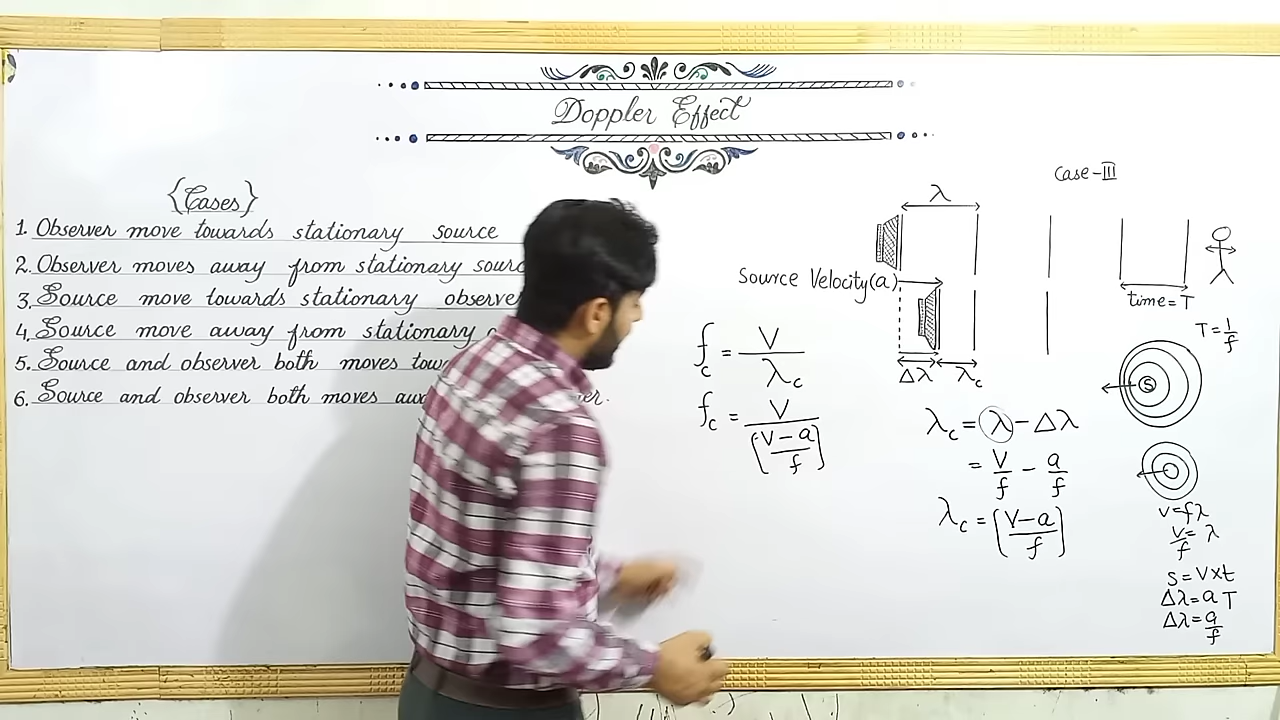 Doppler Effect
{Cases}
1. Observer move towards stationary source
2. Observer moves away from stationary sourc
3. Source move towards stationary observe
4. Source move away from stationary
5. Source and observer both moves tow
6. Source and observer both moves aw er.
Case-III
λ
Source Velocity(a)
time=T
T=1/f
Δλ λc
S
fc = V/λc
fc = V/((V-a)/f)
λc = λ-Δλ
= V/f - a/f
λc = ((V-a)/f)
v=fλ
v/f = λ
S=V×t
Δλ=a T
Δλ=a/f